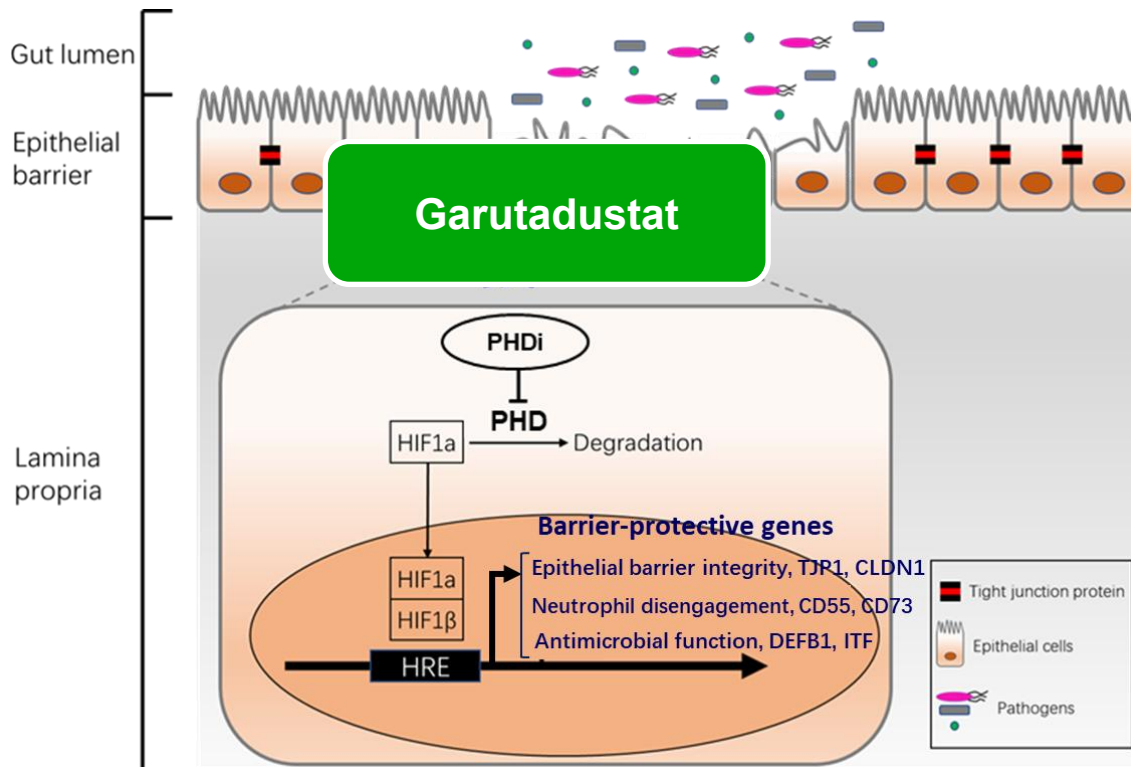 Gut lumen
Epithelial
barrier
Garutadustat
Lamina
propria
PHDi
PHD
HIF1a
Degradation
Barrier-protective genes
Epithelial barrier integrity, TJP1, CLDN1
Neutrophil disengagement, CD55, CD73
Antimicrobial function, DEFB1, ITF
HIF1a
HIF1β
HRE
Tight junction protein
Epithelial cells
Pathogens